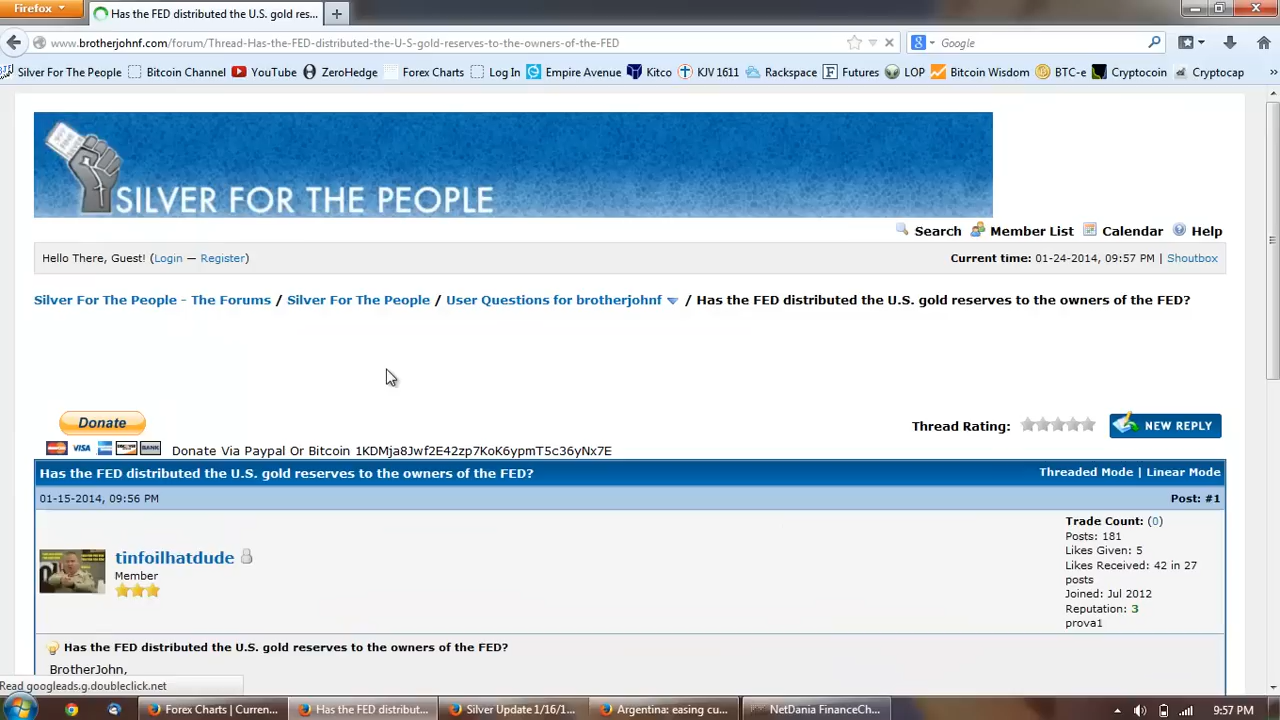 Firefox
Has the FED distributed the U.S. gold res...
www.brotherjohnf.com/forum/Thread-Has-the-FED-distributed-the-U-S-gold-reserves-to-the-owners-of-the-FED
Google
Silver For The People Bitcoin Channel YouTube ZeroHedge Forex Charts Log In Empire Avenue Kitco KJV 1611 Rackspace Futures LOP Bitcoin Wisdom BTC-e Cryptocoin Cryptocap
SILVER FOR THE PEOPLE
Search Member List Calendar Help
Hello There, Guest! (Login — Register) Current time: 01-24-2014, 09:57 PM | Shoutbox
Silver For The People - The Forums / Silver For The People / User Questions for brotherjohnf / Has the FED distributed the U.S. gold reserves to the owners of the FED?
Donate
Thread Rating: NEW REPLY
VISA BANK Donate Via Paypal Or Bitcoin 1KDMja8Jwf2E42zp7KoK6ypmT5c36yNx7E
Has the FED distributed the U.S. gold reserves to the owners of the FED? Threaded Mode | Linear Mode
01-15-2014, 09:56 PM Post: #1
tinfoilhatdude
Member
Trade Count: (0)
Posts: 181
Likes Given: 5
Likes Received: 42 in 27
posts
Joined: Jul 2012
Reputation: 3
prova1
Has the FED distributed the U.S. gold reserves to the owners of the FED?
BrotherJohn,
Read googleads.g.doubleclick.net
Forex Charts | Curren... Has the FED distribut... Silver Update 1/16/1... Argentina: easing cu... NetDania FinanceCh... 9:57 PM